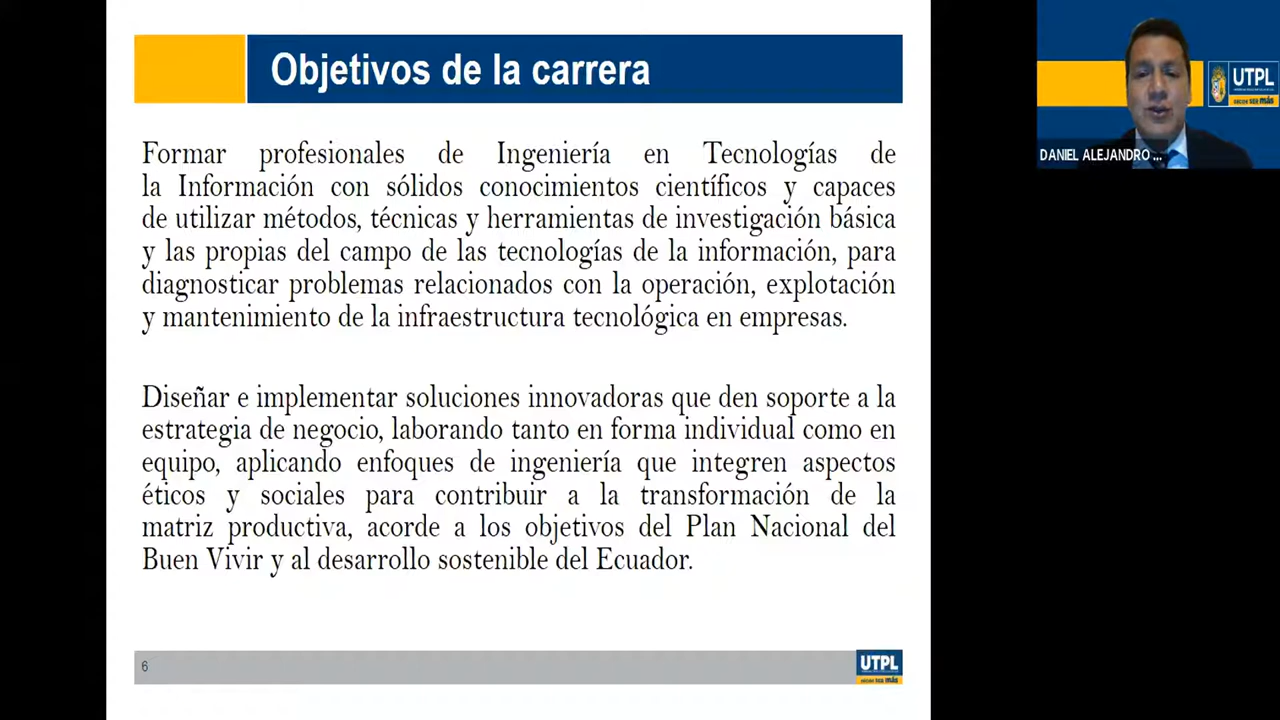 Objetivos de la carrera
Formar profesionales de Ingeniería en Tecnologías de
la Información con sólidos conocimientos científicos y capaces
de utilizar métodos, técnicas y herramientas de investigación básica
y las propias del campo de las tecnologías de la información, para
diagnosticar problemas relacionados con la operación, explotación
y mantenimiento de la infraestructura tecnológica en empresas.
Diseñar e implementar soluciones innovadoras que den soporte a la
estrategia de negocio, laborando tanto en forma individual como en
equipo, aplicando enfoques de ingeniería que integren aspectos
éticos y sociales para contribuir a la transformación de la
matriz productiva, acorde a los objetivos del Plan Nacional del
Buen Vivir y al desarrollo sostenible del Ecuador.
6
UTPL
más
UTPL
más
DANIEL ALEJANDRO ...